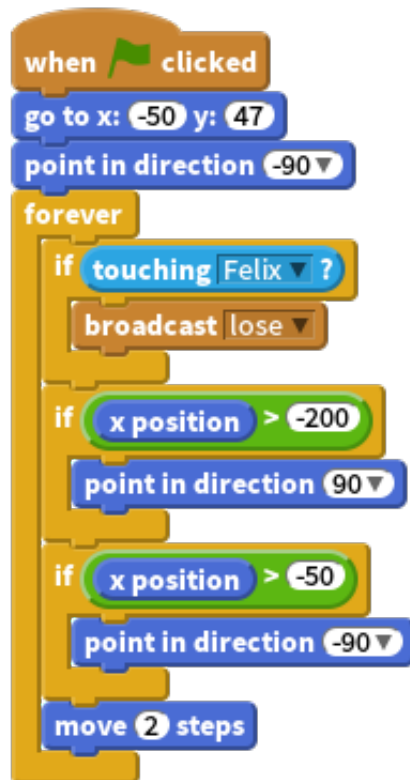 when clicked
go to x: -50 y: 47
point in direction -90
forever
if touching Felix ?
broadcast lose
if x position > -200
point in direction 90
if x position > -50
point in direction -90
move 2 steps